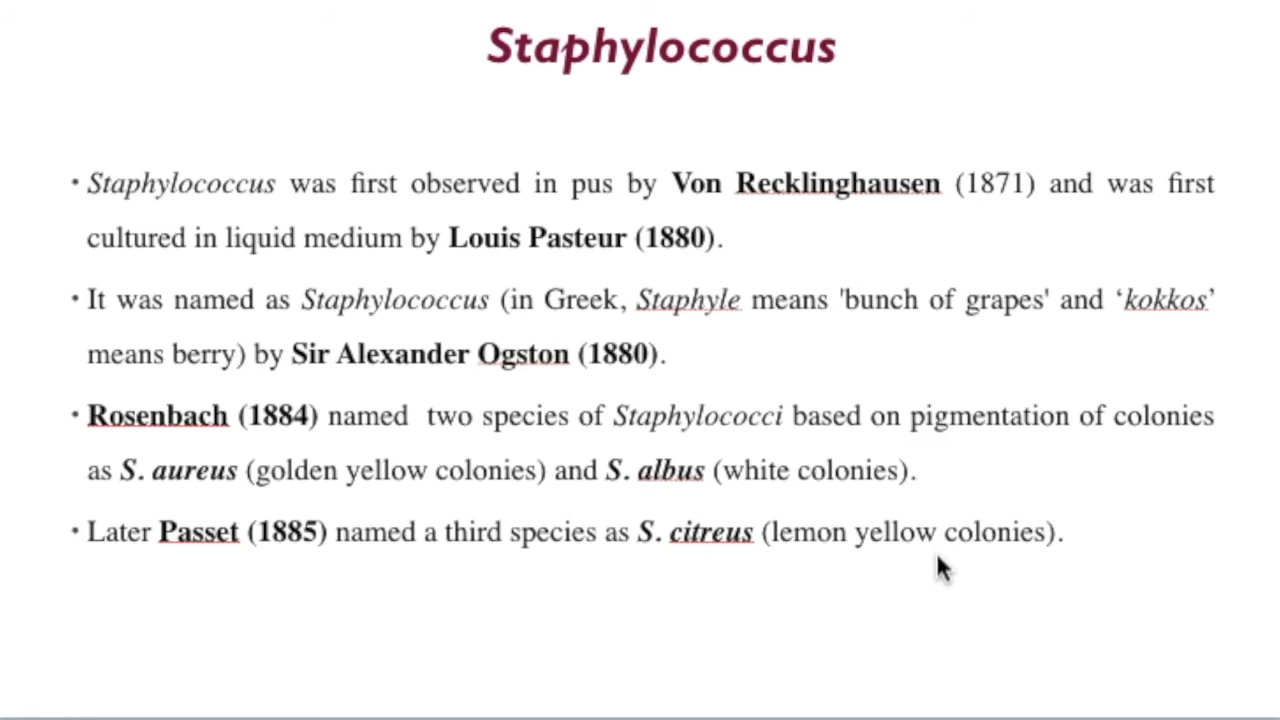 Staphylococcus
• Staphylococcus was first observed in pus by Von Recklinghausen (1871) and was first
cultured in liquid medium by Louis Pasteur (1880).
• It was named as Staphylococcus (in Greek, Staphyle means 'bunch of grapes' and ‘kokkos’
means berry) by Sir Alexander Ogston (1880).
• Rosenbach (1884) named  two species of Staphylococci based on pigmentation of colonies
as S. aureus (golden yellow colonies) and S. albus (white colonies).
• Later Passet (1885) named a third species as S. citreus (lemon yellow colonies).